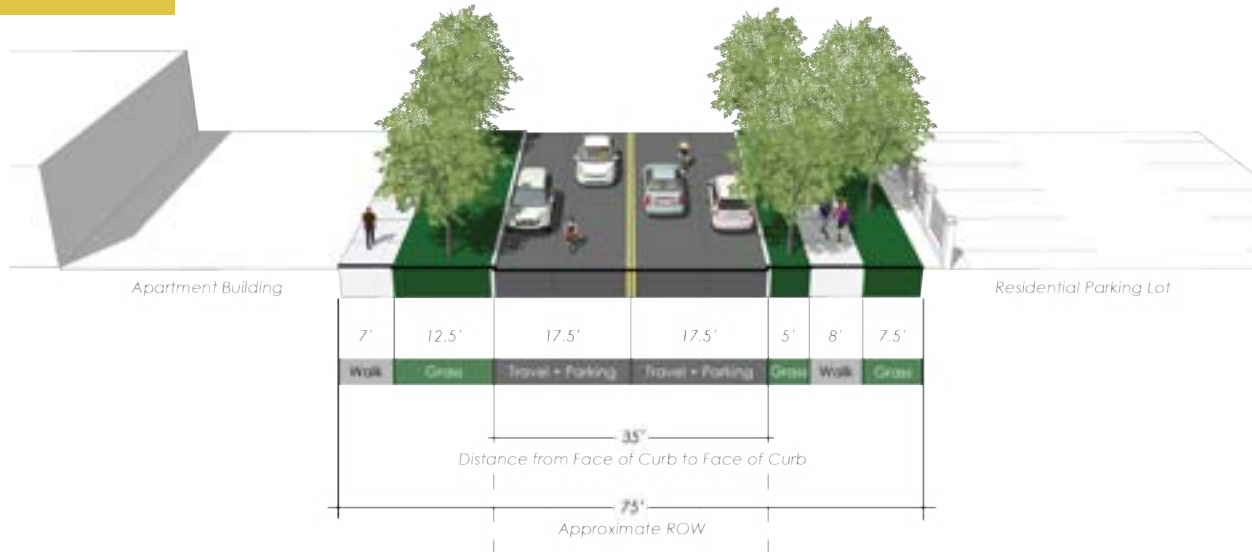 Apartment Building
Residential Parking Lot
7' 12.5' 17.5' 17.5' 5' 8' 7.5'
Walk Grass Travel + Parking Travel + Parking Grass Walk Grass
35'
Distance from Face of Curb to Face of Curb
75'
Approximate ROW